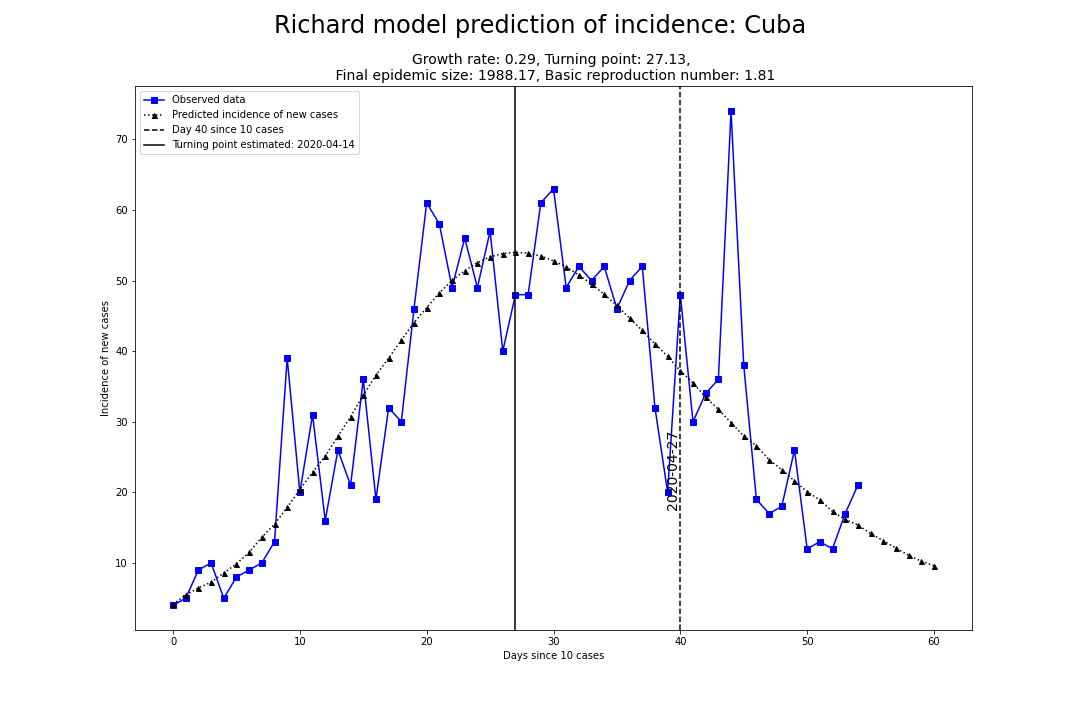 Richard model prediction of incidence: Cuba
Growth rate: 0.29, Turning point: 27.13,
Final epidemic size: 1988.17, Basic reproduction number: 1.81
Observed data
Predicted incidence of new cases
Day 40 since 10 cases
Turning point estimated: 2020-04-14
70
60
50
40
30
20
10
Incidence of new cases
2020-04-27
0
10
20
30
40
50
60
Days since 10 cases